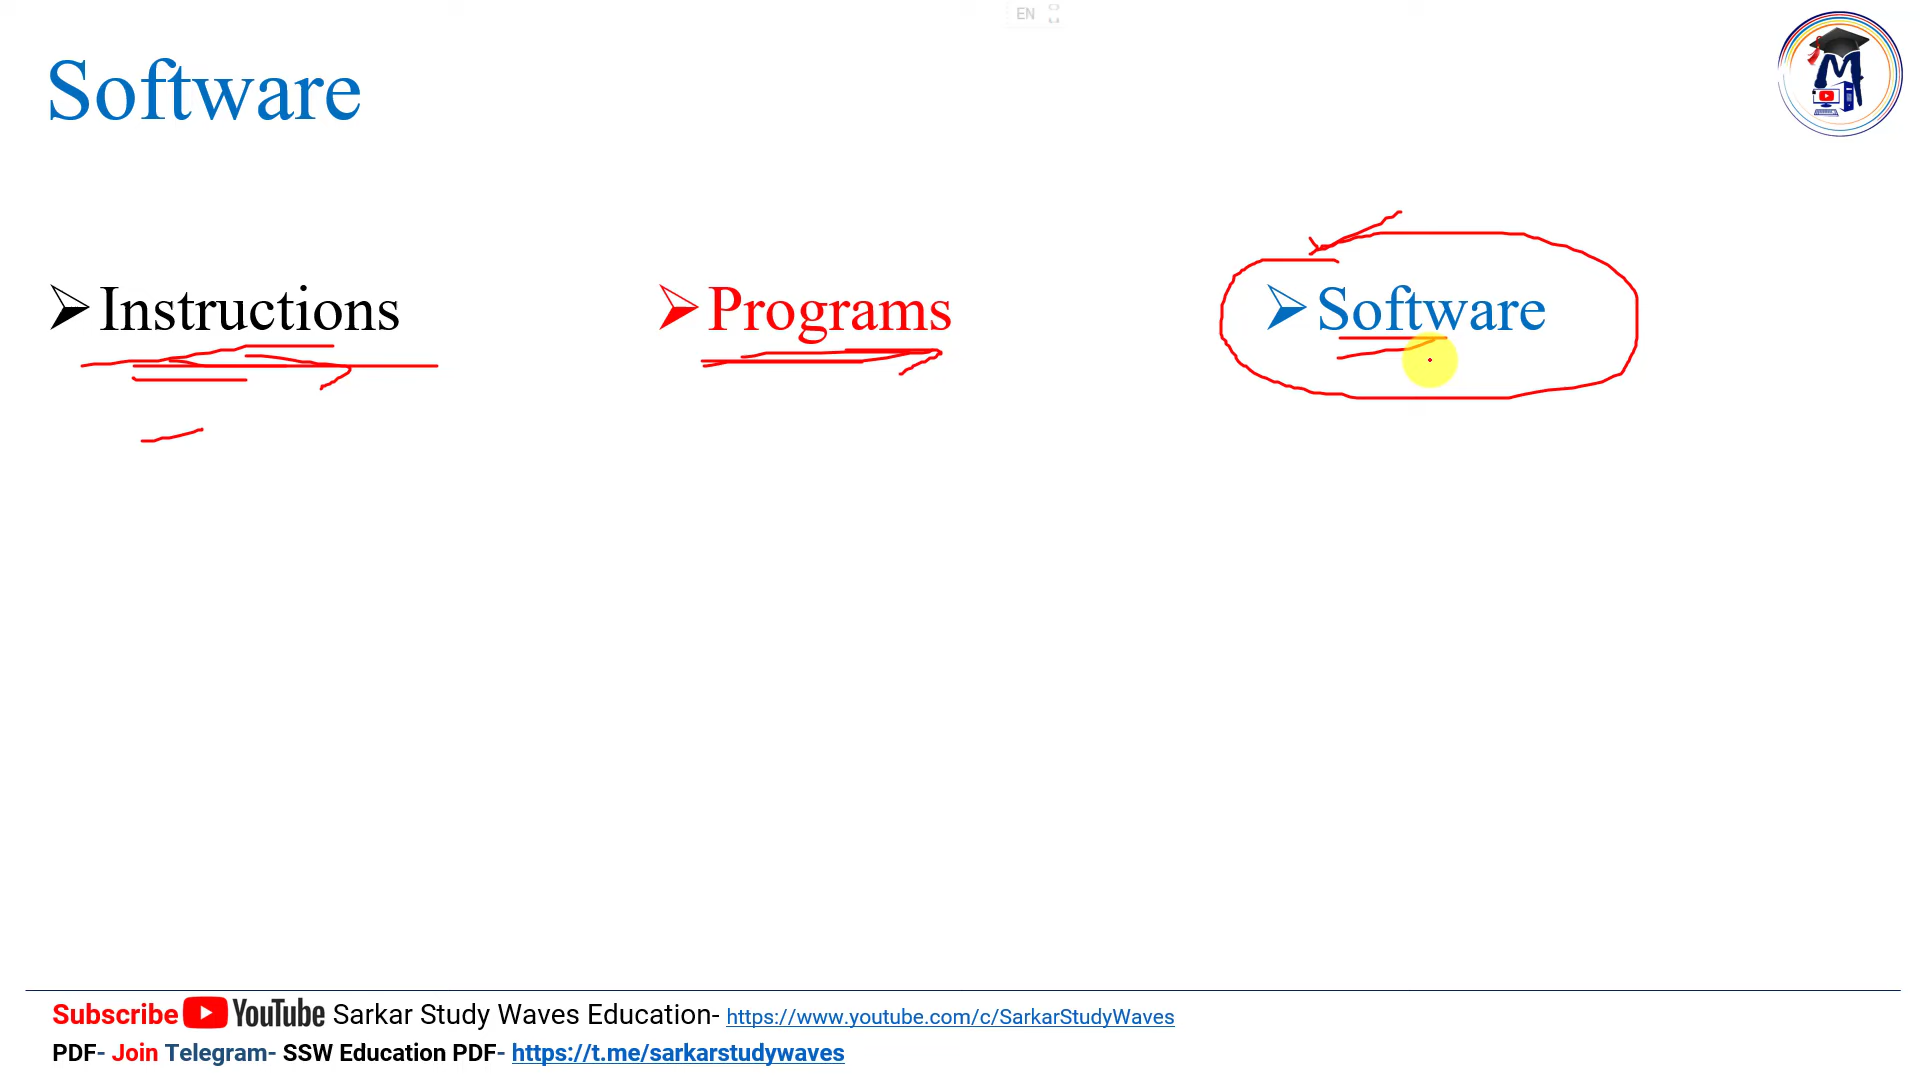 EN
Software
➢Instructions ➢Programs ➢Software
Subscribe YouTube Sarkar Study Waves Education- https://www.youtube.com/c/SarkarStudyWaves
PDF- Join Telegram- SSW Education PDF- https://t.me/sarkarstudywaves